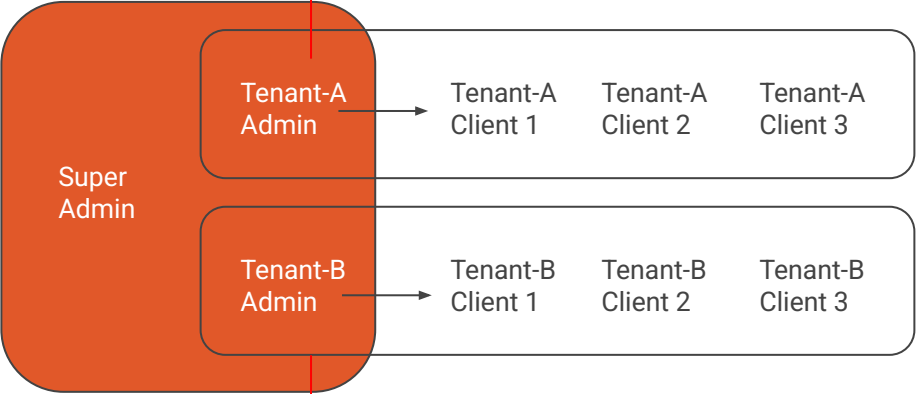 Super
Admin
Tenant-A
Admin
Tenant-A
Client 1
Tenant-A
Client 2
Tenant-A
Client 3
Tenant-B
Admin
Tenant-B
Client 1
Tenant-B
Client 2
Tenant-B
Client 3